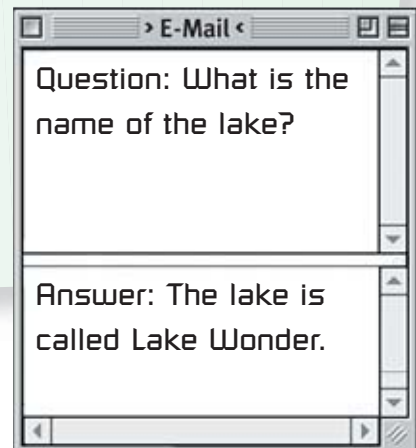 › E-Mail ‹
Question: What is the
name of the lake?
Answer: The lake is
called Lake Wonder.